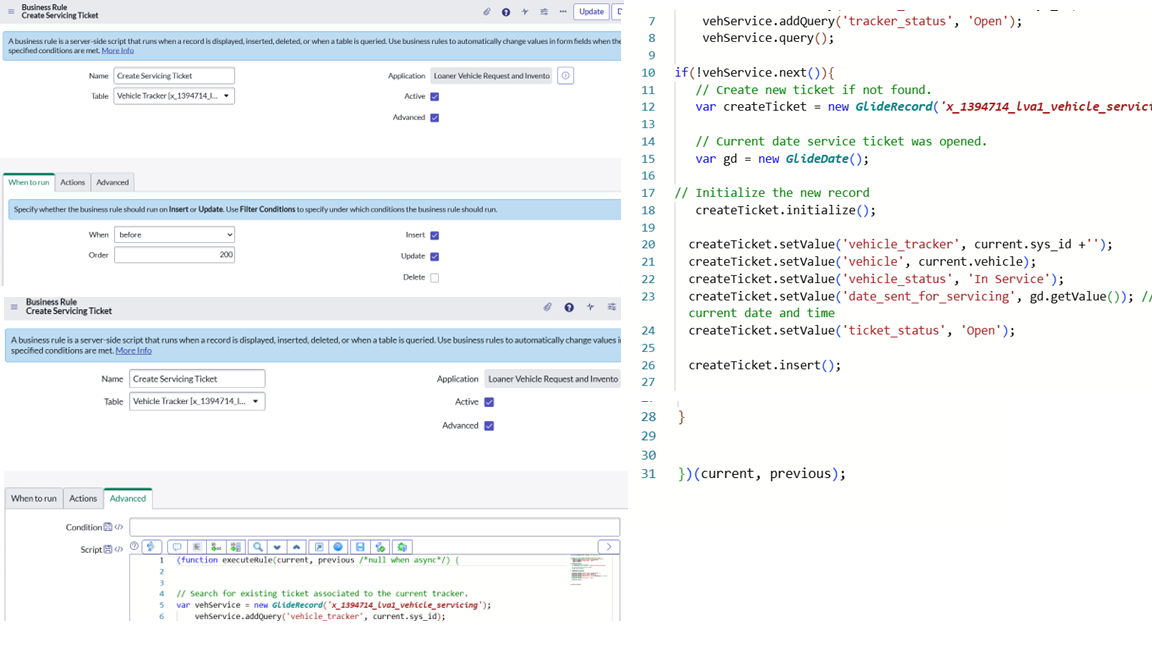 Business Rule
Create Servicing Ticket
Update
A business rule is a server-side script that runs when a record is displayed, inserted, deleted, or when a table is queried. Use business rules to automatically change values in form fields when the
specified conditions are met. More Info
Name Create Servicing Ticket
Application Loaner Vehicle Request and Invento
Table Vehicle Tracker [x_1394714_l...
Active
Advanced
When to run Actions Advanced
Specify whether the business rule should run on Insert or Update. Use Filter Conditions to specify under which conditions the business rule should run.
When before
Insert
Order 200
Update
Delete
Business Rule
Create Servicing Ticket
A business rule is a server-side script that runs when a record is displayed, inserted, deleted, or when a table is queried. Use business rules to automatically change values i
specified conditions are met. More Info
Name Create Servicing Ticket
Application Loaner Vehicle Request and Invento
Table Vehicle Tracker [x_1394714_l...
Active
Advanced
When to run Actions Advanced
Condition
Script
1 (function executeRule(current, previous /*null when async*/) {
2
3
4 // Search for existing ticket associated to the current tracker.
5 var vehService = new GlideRecord('x_1394714_lva1_vehicle_servicing');
6 vehService.addQuery('vehicle_tracker', current.sys_id);
7 vehService.addQuery('tracker_status', 'Open');
8 vehService.query();
9
10 if(!vehService.next()){
11 // Create new ticket if not found.
12 var createTicket = new GlideRecord('x_1394714_lva1_vehicle_servici
13
14 // Current date service ticket was opened.
15 var gd = new GlideDate();
16
17 // Initialize the new record
18 createTicket.initialize();
19
20 createTicket.setValue('vehicle_tracker', current.sys_id +'');
21 createTicket.setValue('vehicle', current.vehicle);
22 createTicket.setValue('vehicle_status', 'In Service');
23 createTicket.setValue('date_sent_for_servicing', gd.getValue()); //
current date and time
24 createTicket.setValue('ticket_status', 'Open');
25
26 createTicket.insert();
27
28 }
29
30
31 })(current, previous);